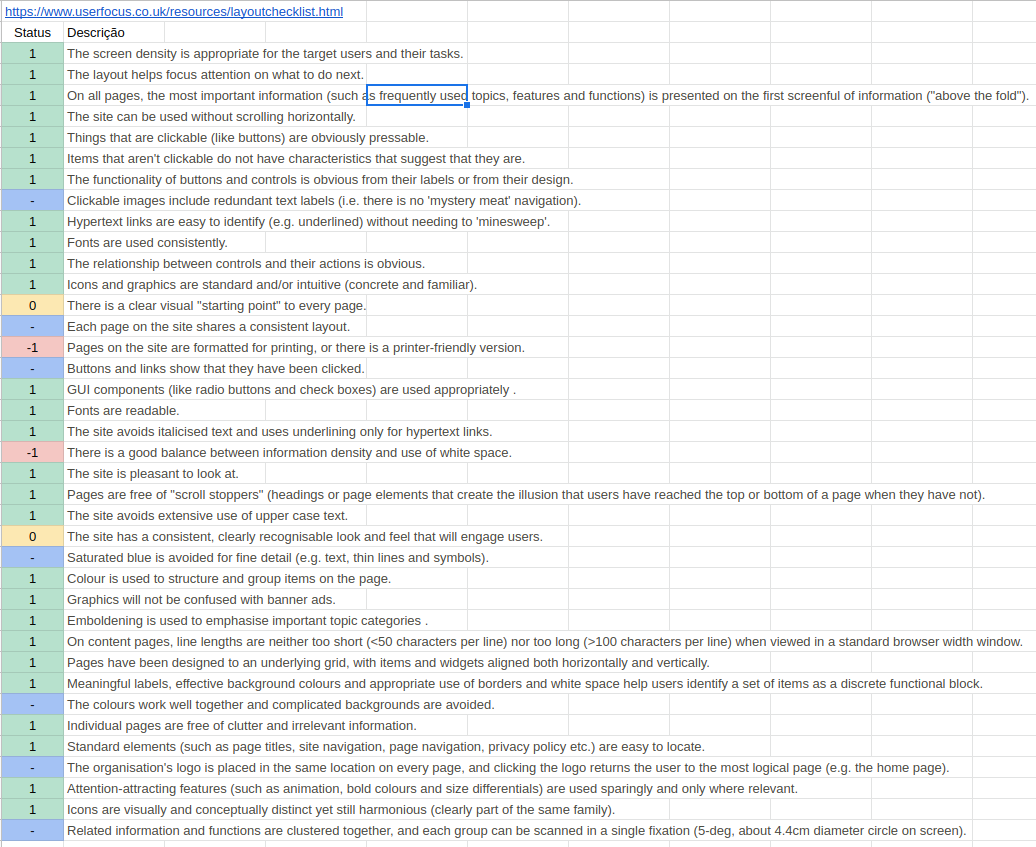 https://www.userfocus.co.uk/resources/layoutchecklist.html
Status Descrição
1 The screen density is appropriate for the target users and their tasks.
1 The layout helps focus attention on what to do next.
1 On all pages, the most important information (such as frequently used topics, features and functions) is presented on the first screenful of information ("above the fold").
1 The site can be used without scrolling horizontally.
1 Things that are clickable (like buttons) are obviously pressable.
1 Items that aren't clickable do not have characteristics that suggest that they are.
1 The functionality of buttons and controls is obvious from their labels or from their design.
- Clickable images include redundant text labels (i.e. there is no 'mystery meat' navigation).
1 Hypertext links are easy to identify (e.g. underlined) without needing to 'minesweep'.
1 Fonts are used consistently.
1 The relationship between controls and their actions is obvious.
1 Icons and graphics are standard and/or intuitive (concrete and familiar).
0 There is a clear visual "starting point" to every page.
- Each page on the site shares a consistent layout.
-1 Pages on the site are formatted for printing, or there is a printer-friendly version.
- Buttons and links show that they have been clicked.
1 GUI components (like radio buttons and check boxes) are used appropriately .
1 Fonts are readable.
1 The site avoids italicised text and uses underlining only for hypertext links.
-1 There is a good balance between information density and use of white space.
1 The site is pleasant to look at.
1 Pages are free of "scroll stoppers" (headings or page elements that create the illusion that users have reached the top or bottom of a page when they have not).
1 The site avoids extensive use of upper case text.
0 The site has a consistent, clearly recognisable look and feel that will engage users.
- Saturated blue is avoided for fine detail (e.g. text, thin lines and symbols).
1 Colour is used to structure and group items on the page.
1 Graphics will not be confused with banner ads.
1 Emboldening is used to emphasise important topic categories .
1 On content pages, line lengths are neither too short (<50 characters per line) nor too long (>100 characters per line) when viewed in a standard browser width window.
1 Pages have been designed to an underlying grid, with items and widgets aligned both horizontally and vertically.
1 Meaningful labels, effective background colours and appropriate use of borders and white space help users identify a set of items as a discrete functional block.
- The colours work well together and complicated backgrounds are avoided.
1 Individual pages are free of clutter and irrelevant information.
1 Standard elements (such as page titles, site navigation, page navigation, privacy policy etc.) are easy to locate.
- The organisation's logo is placed in the same location on every page, and clicking the logo returns the user to the most logical page (e.g. the home page).
1 Attention-attracting features (such as animation, bold colours and size differentials) are used sparingly and only where relevant.
1 Icons are visually and conceptually distinct yet still harmonious (clearly part of the same family).
- Related information and functions are clustered together, and each group can be scanned in a single fixation (5-deg, about 4.4cm diameter circle on screen).